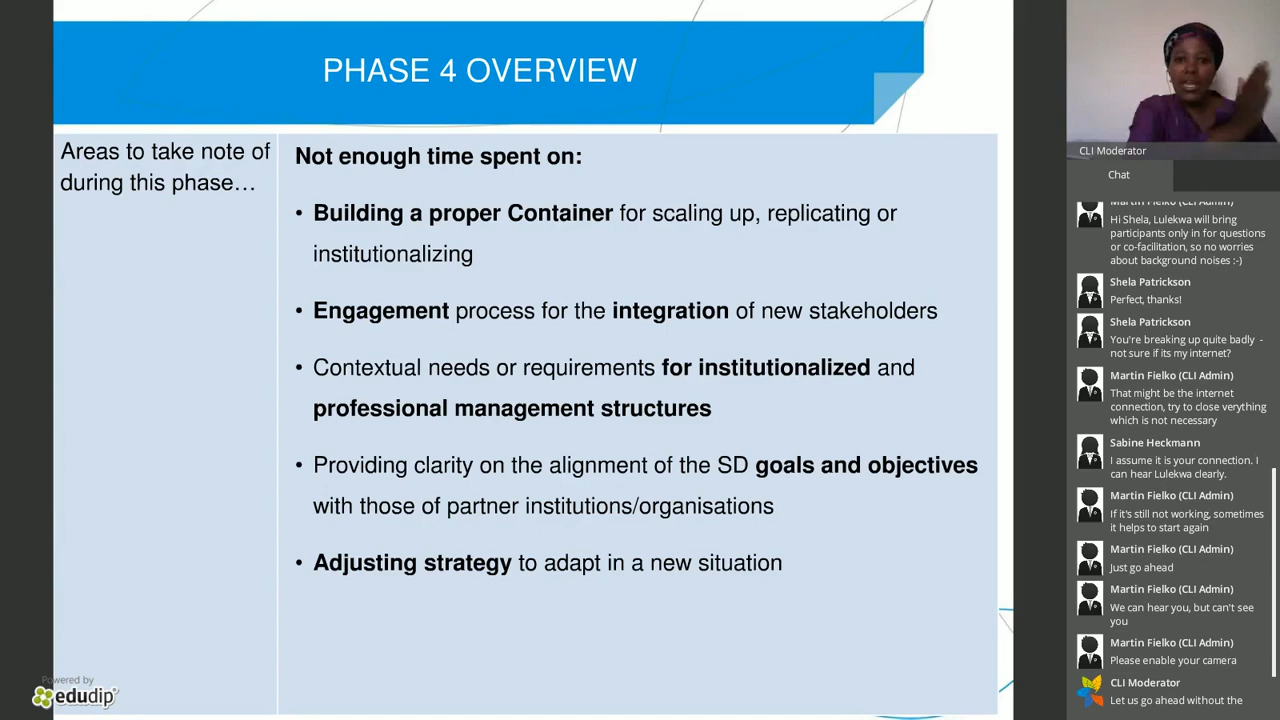 PHASE 4 OVERVIEW
Areas to take note of
during this phase…
Not enough time spent on:
• Building a proper Container for scaling up, replicating or
institutionalizing
• Engagement process for the integration of new stakeholders
• Contextual needs or requirements for institutionalized and
professional management structures
• Providing clarity on the alignment of the SD goals and objectives
with those of partner institutions/organisations
• Adjusting strategy to adapt in a new situation
Powered by
edudip
CLI Moderator
Chat
Martin Fielko (CLI Admin)
Hi Shela, Lulekwa will bring
participants only in for questions
or co-facilitation, so no worries
about background noises :-)
Shela Patrickson
Perfect, thanks!
Shela Patrickson
You're breaking up quite badly -
not sure if its my internet?
Martin Fielko (CLI Admin)
That might be the internet
connection, try to close verything
which is not necessary
Sabine Heckmann
I assume it is your connection. I
can hear Lulekwa clearly.
Martin Fielko (CLI Admin)
If it's still not working, sometimes
it helps to start again
Martin Fielko (CLI Admin)
Just go ahead
Martin Fielko (CLI Admin)
We can hear you, but can't see
you
Martin Fielko (CLI Admin)
Please enable your camera
CLI Moderator
Let us go ahead without the